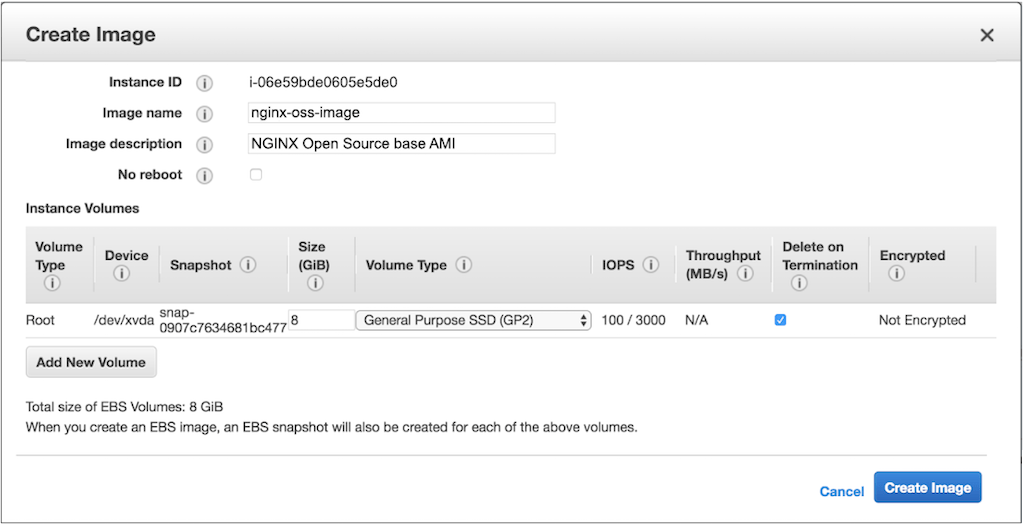 Create Image
Instance ID i-06e59bde0605e5de0
Image name nginx-oss-image
Image description NGINX Open Source base AMI
No reboot
Instance Volumes
Volume Type Device Snapshot Size (GiB) Volume Type IOPS Throughput (MB/s) Delete on Termination Encrypted
Root /dev/xvda snap-0907c7634681bc477 8 General Purpose SSD (GP2) 100 / 3000 N/A Not Encrypted
Add New Volume
Total size of EBS Volumes: 8 GiB
When you create an EBS image, an EBS snapshot will also be created for each of the above volumes.
Cancel Create Image